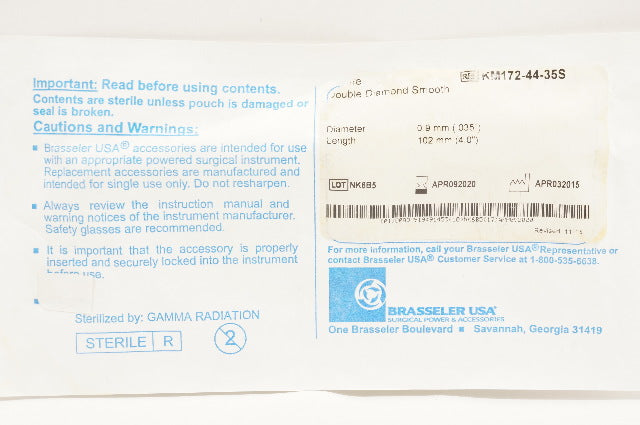 Important: Read before using contents.
Contents are sterile unless pouch is damaged or
seal is broken.
Cautions and Warnings:
▪ Brasseler USA® accessories are intended for use
with an appropriate powered surgical instrument.
Replacement accessories are manufactured and
intended for single use only. Do not resharpen.
▪ Always review the instruction manual and
warning notices of the instrument manufacturer.
Safety glasses are recommended.
▪ It is important that the accessory is properly
inserted and securely locked into the instrument
before use.
Sterilized by: GAMMA RADIATION
STERILE R
2
REF KM172-44-35S
Double Diamond Smooth
Diameter 0.9 mm (.035")
Length 102 mm (4.0")
LOT NK6B5 APR092020 APR032015
For more information, call your Brasseler USA® Representative or
contact Brasseler USA® Customer Service at 1-800-535-6638.
BRASSELER USA®
SURGICAL POWER & ACCESSORIES
One Brasseler Boulevard ▪ Savannah, Georgia 31419